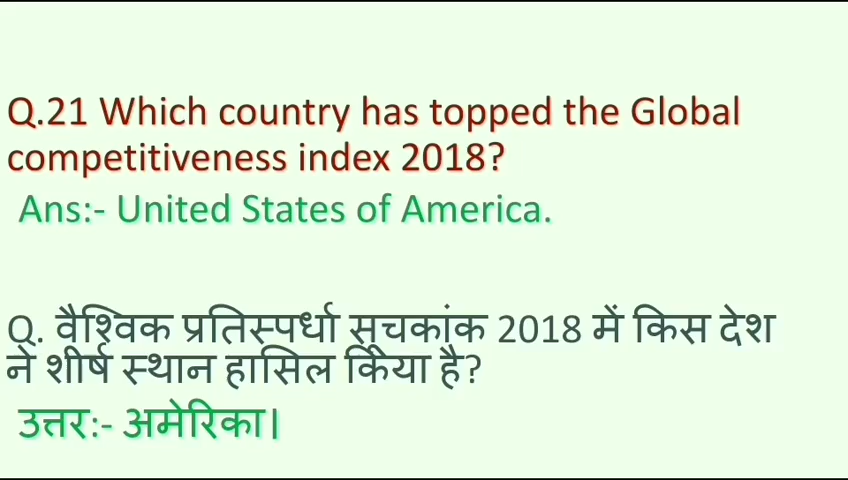 Q.21 Which country has topped the Global
competitiveness index 2018?
Ans:- United States of America.
Q. वैश्विक प्रतिस्पर्धा सूचकांक 2018 में किस देश
ने शीर्ष स्थान हासिल किया है?
उत्तर:- अमेरिका।